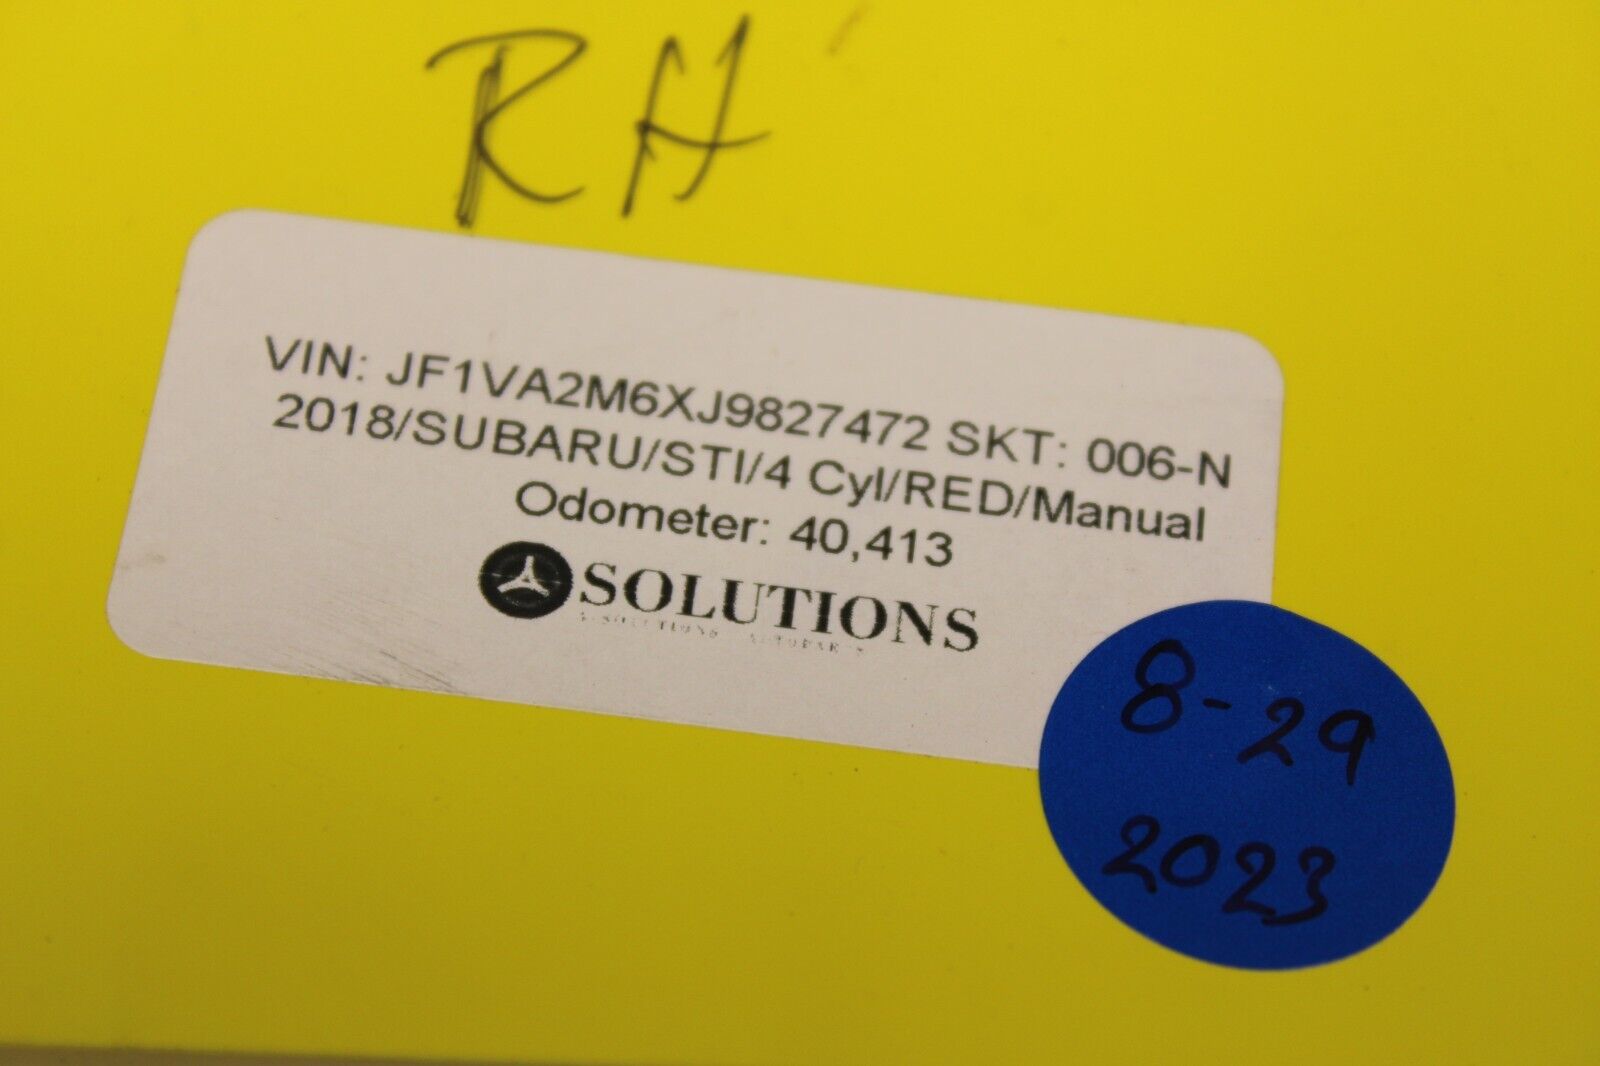 RH
VIN: JF1VA2M6XJ9827472 SKT: 006-N
2018/SUBARU/STI/4 Cyl/RED/Manual
Odometer: 40,413
SOLUTIONS
8-29
2023